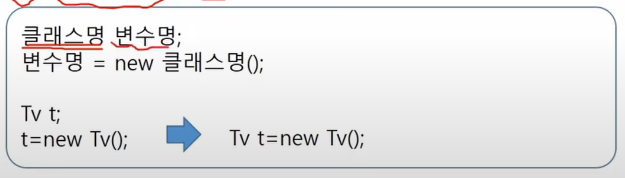 클래스명 변수명;
변수명 = new 클래스명();
Tv t;
t=new Tv();
Tv t=new Tv();